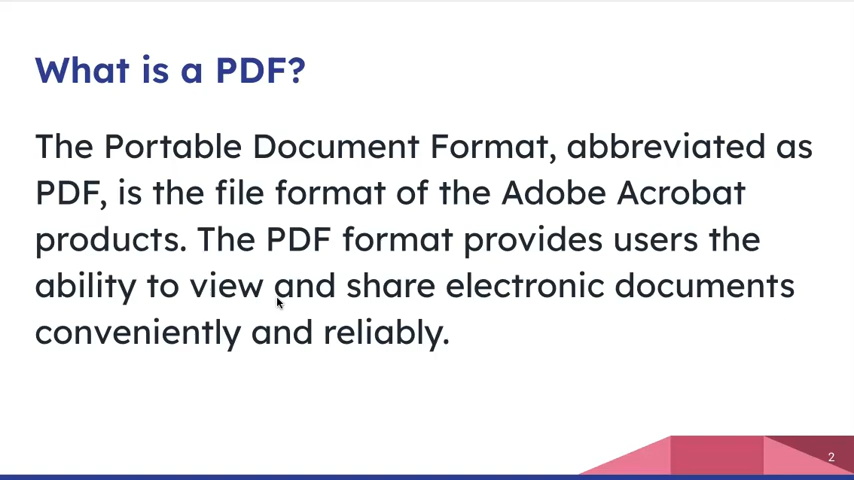 What is a PDF?
The Portable Document Format, abbreviated as
PDF, is the file format of the Adobe Acrobat
products. The PDF format provides users the
ability to view and share electronic documents
conveniently and reliably.
2